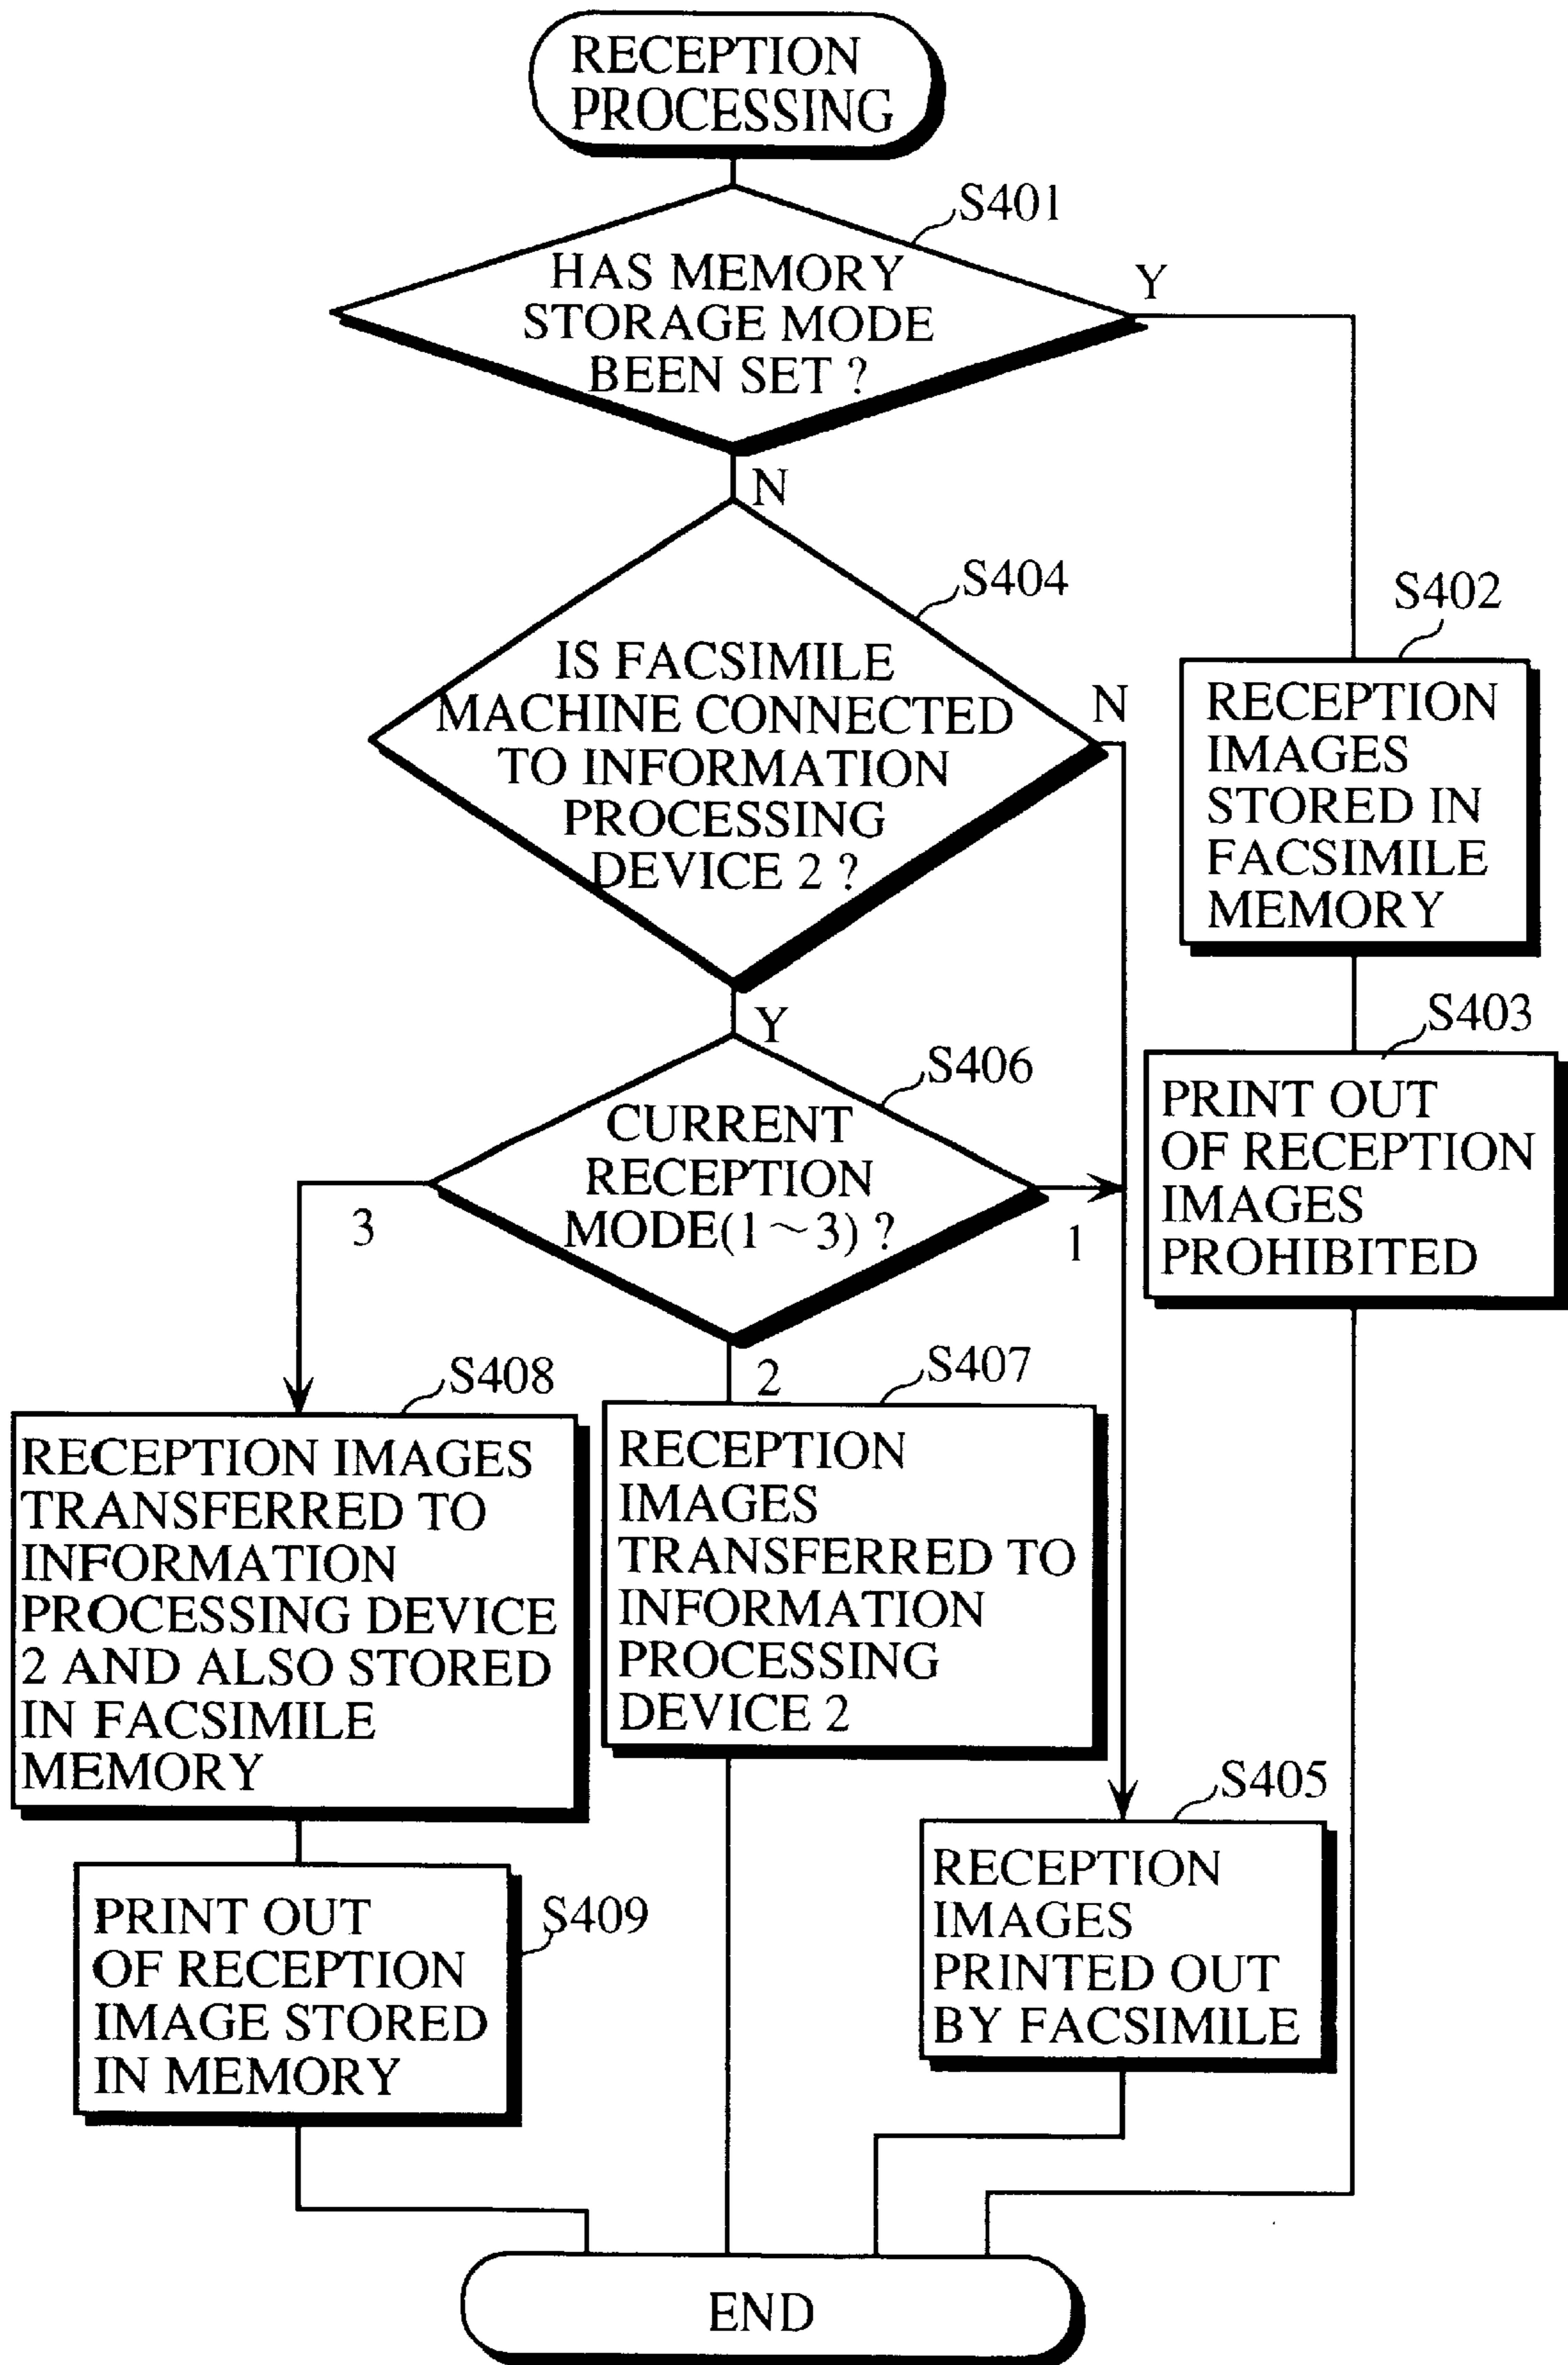 RECEPTION
PROCESSING
S401
HAS MEMORY
STORAGE MODE
BEEN SET ?
Y
N
S404
IS FACSIMILE
MACHINE CONNECTED
TO INFORMATION
PROCESSING
DEVICE 2 ?
N
S402
RECEPTION
IMAGES
STORED IN
FACSIMILE
MEMORY
Y
S403
PRINT OUT
OF RECEPTION
IMAGES
PROHIBITED
S406
CURRENT
RECEPTION
MODE(1~3) ?
3
1
2
S408
RECEPTION IMAGES
TRANSFERRED TO
INFORMATION
PROCESSING DEVICE
2 AND ALSO STORED
IN FACSIMILE
MEMORY
S407
RECEPTION
IMAGES
TRANSFERRED TO
INFORMATION
PROCESSING
DEVICE 2
S405
RECEPTION
IMAGES
PRINTED OUT
BY FACSIMILE
S409
PRINT OUT
OF RECEPTION
IMAGE STORED
IN MEMORY
END